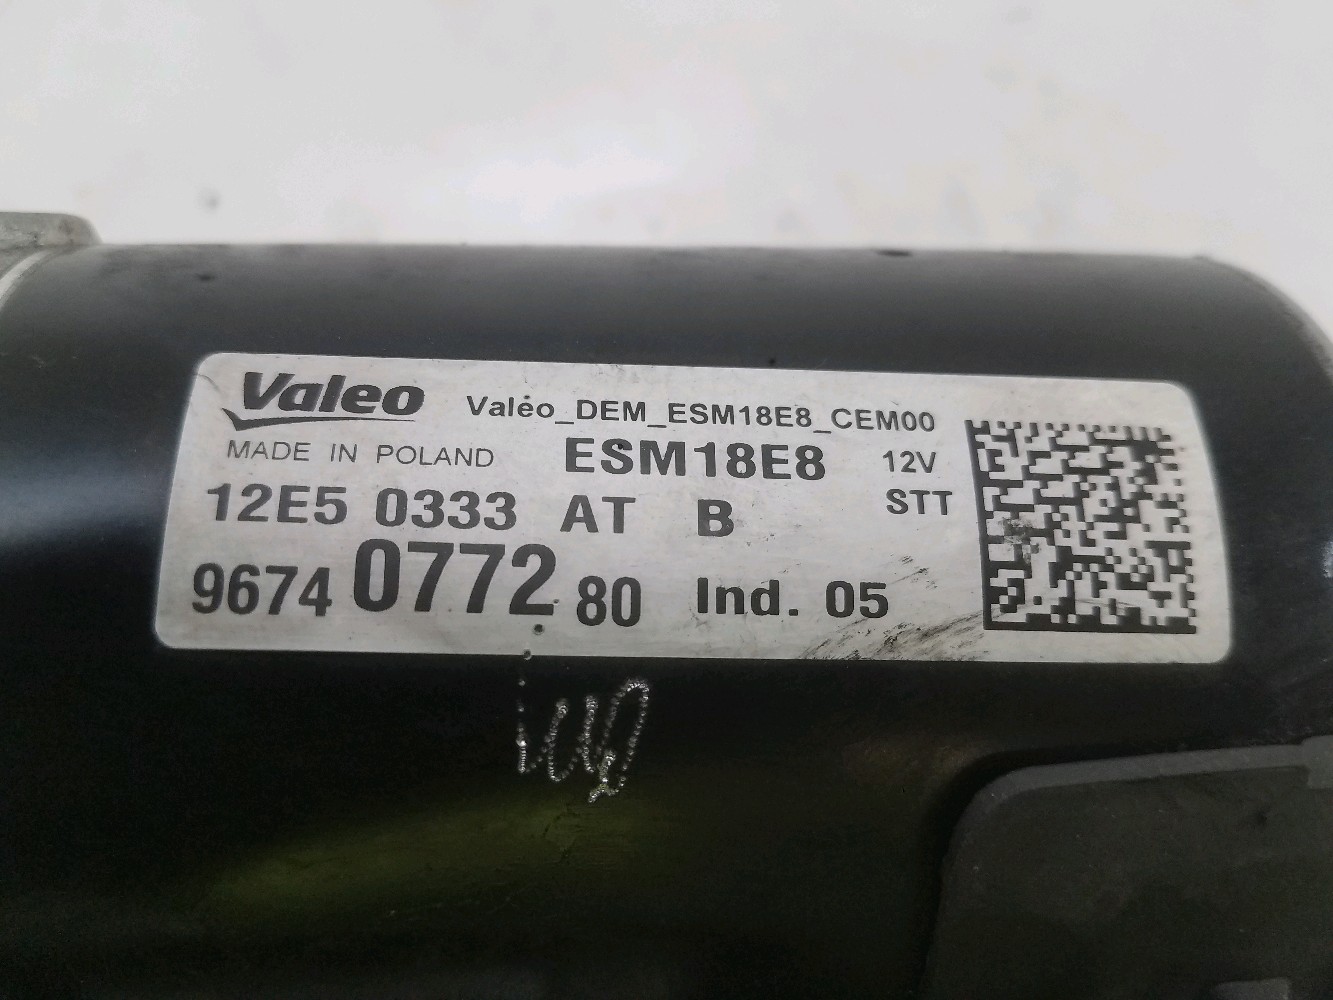 Valeo Valeo_DEM_ESM18E8_CEM00
MADE IN POLAND ESM18E8 12V
12E5 0333 AT B STT
9674 0772 80 Ind. 05